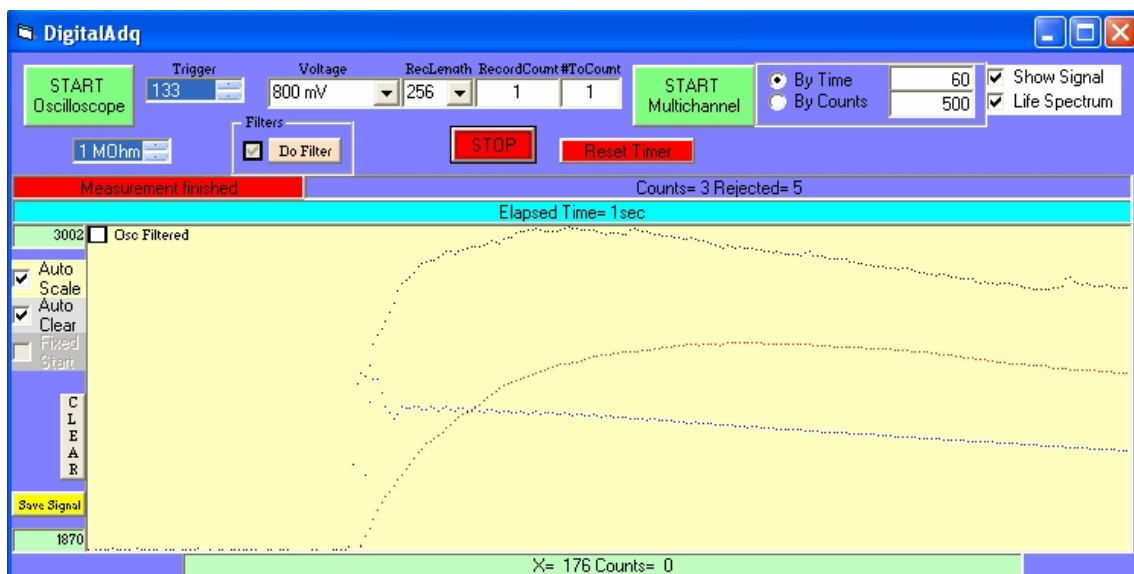 DigitalAdq
START Oscilloscope
Trigger
133
Voltage
800 mV
RecLength
256
RecordCount
1
#ToCount
1
START Multichannel
By Time
60
By Counts
500
Show Signal
Life Spectrum
1 MOhm
Filters
Do Filter
STOP
Reset Timer
Measurement finished
Counts= 3 Rejected= 5
Elapsed Time= 1sec
3002
Osc Filtered
Auto
Scale
Auto
Clear
Fixed
Start
C
L
E
A
R
Save Signal
1870
X= 176 Counts= 0